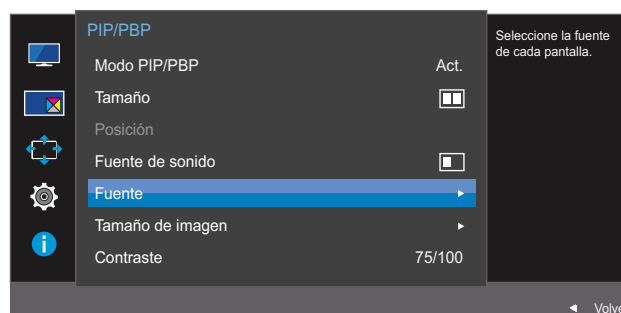 PIP/PBP
Modo PIP/PBP Act.
Tamaño
Posición
Fuente de sonido
Fuente
Tamaño de imagen
Contraste 75/100
Seleccione la fuente
de cada pantalla.
Volve